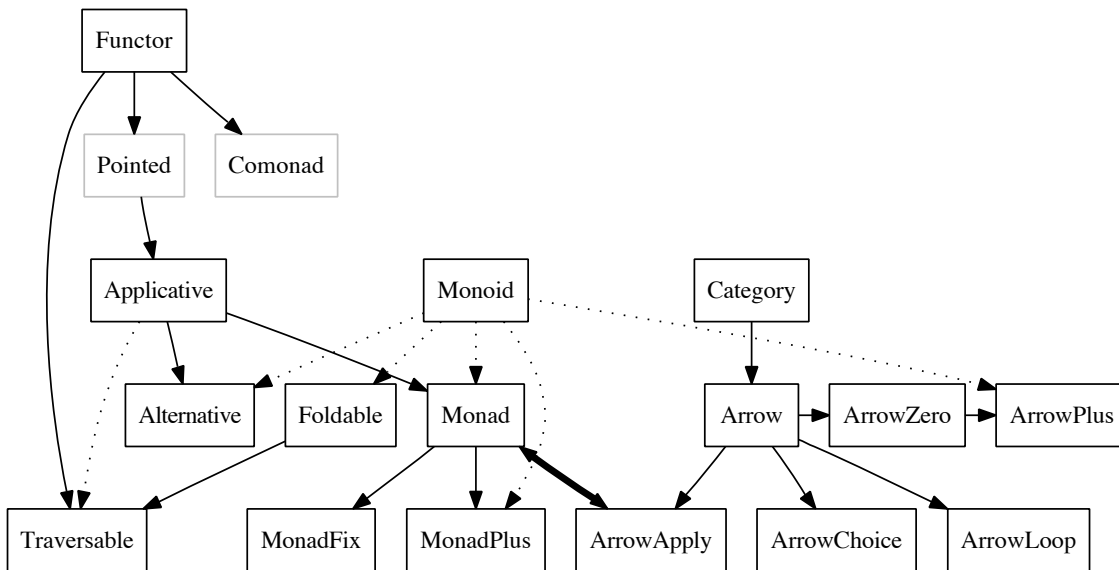 Functor
Pointed
Comonad
Applicative
Monoid
Category
Alternative
Foldable
Monad
Arrow
ArrowZero
ArrowPlus
Traversable
MonadFix
MonadPlus
ArrowApply
ArrowChoice
ArrowLoop